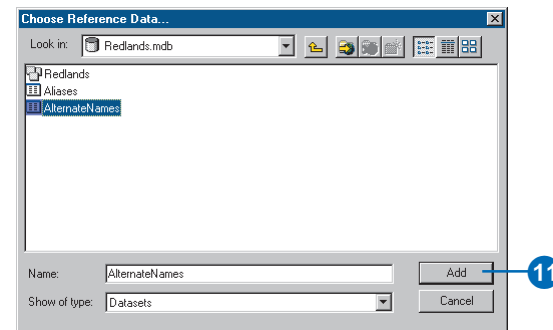 Choose Reference Data...
Look in: Redlands.mdb
Redlands
Aliases
AlternateNames
Name: AlternateNames Add 11
Show of type: Datasets Cancel